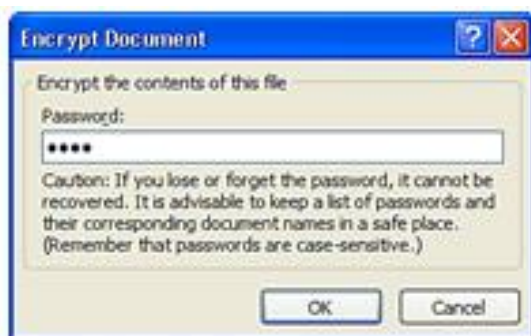 Encrypt Document
Encrypt the contents of this file
Password:
••••
Caution: If you lose or forget the password, it cannot be
recovered. It is advisable to keep a list of passwords and
their corresponding document names in a safe place.
(Remember that passwords are case-sensitive.)
OK Cancel